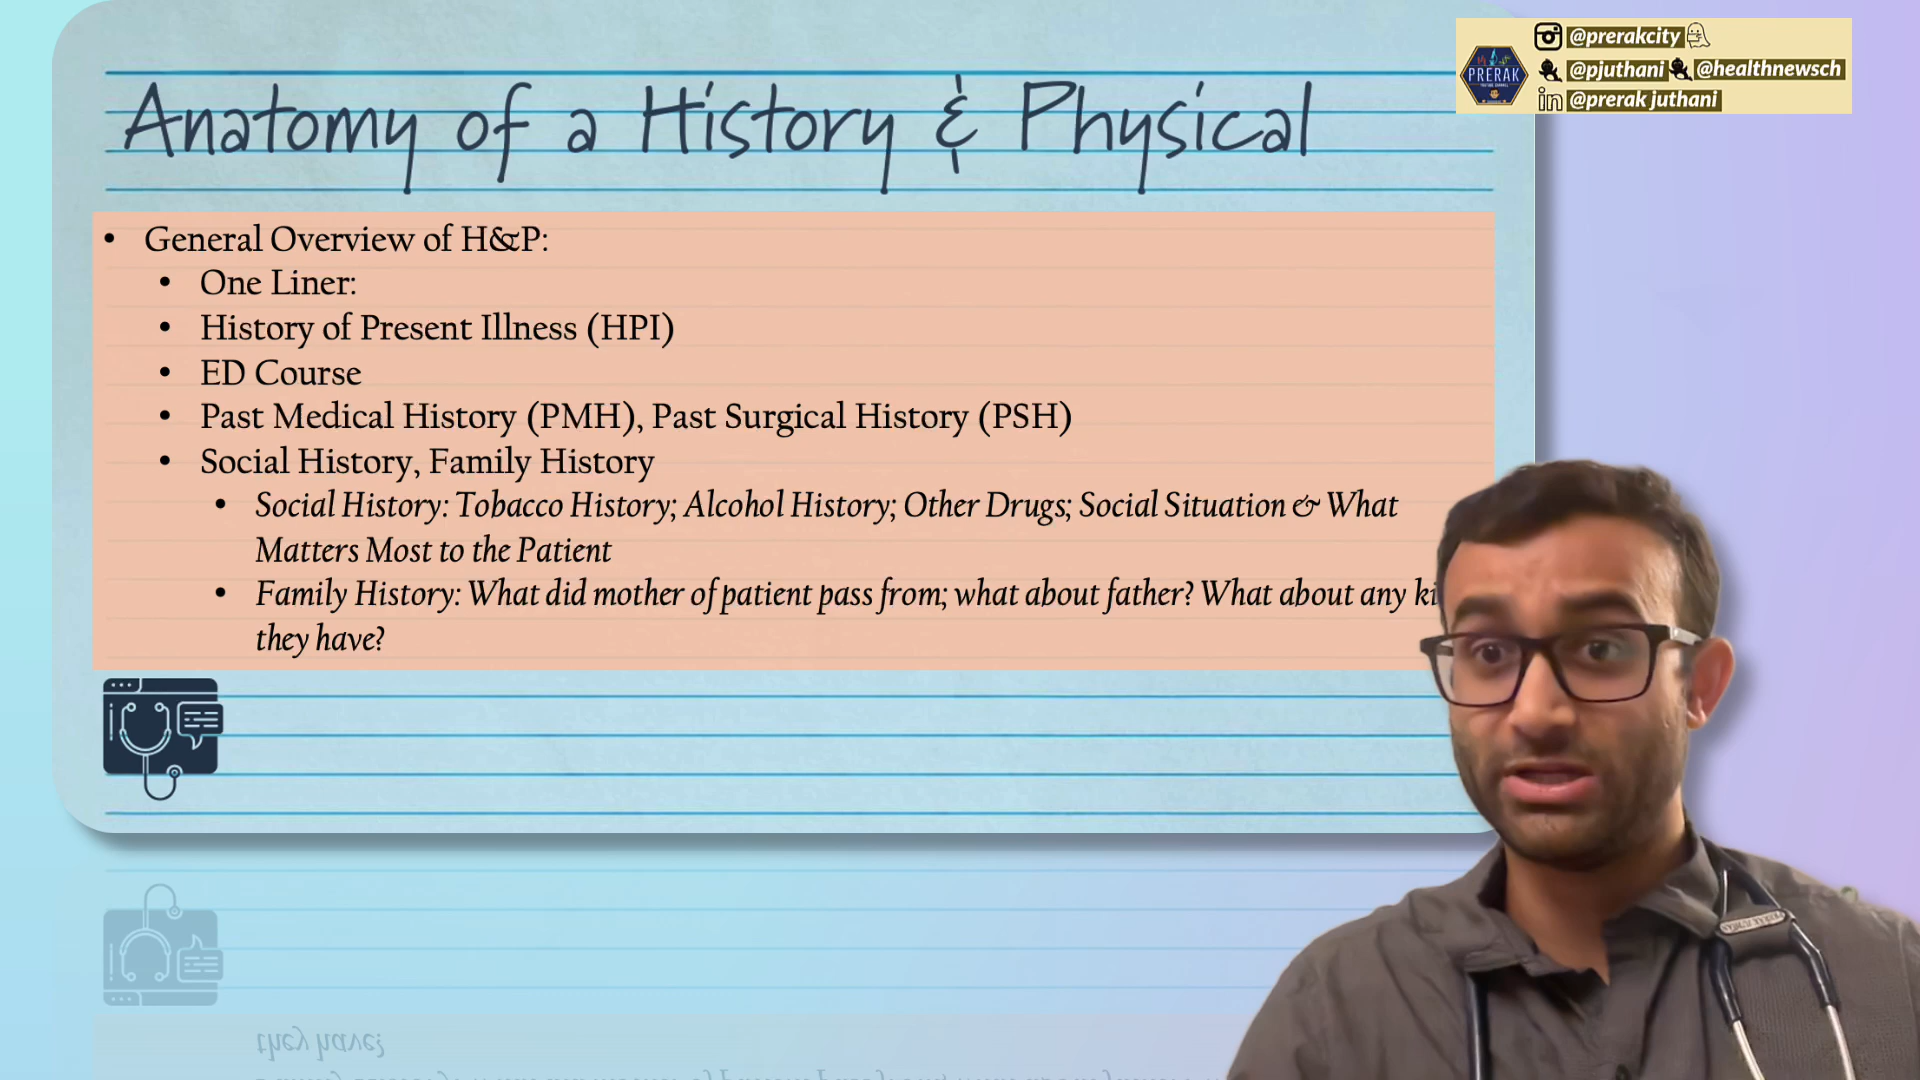 Anatomy of a History & Physical
@prerakcity
@pjuthani @healthnewsch
in @prerak juthani
PRERAK
• General Overview of H&P:
• One Liner:
• History of Present Illness (HPI)
• ED Course
• Past Medical History (PMH), Past Surgical History (PSH)
• Social History, Family History
• Social History: Tobacco History; Alcohol History; Other Drugs; Social Situation & What
Matters Most to the Patient
• Family History: What did mother of patient pass from; what about father? What about any
they have?